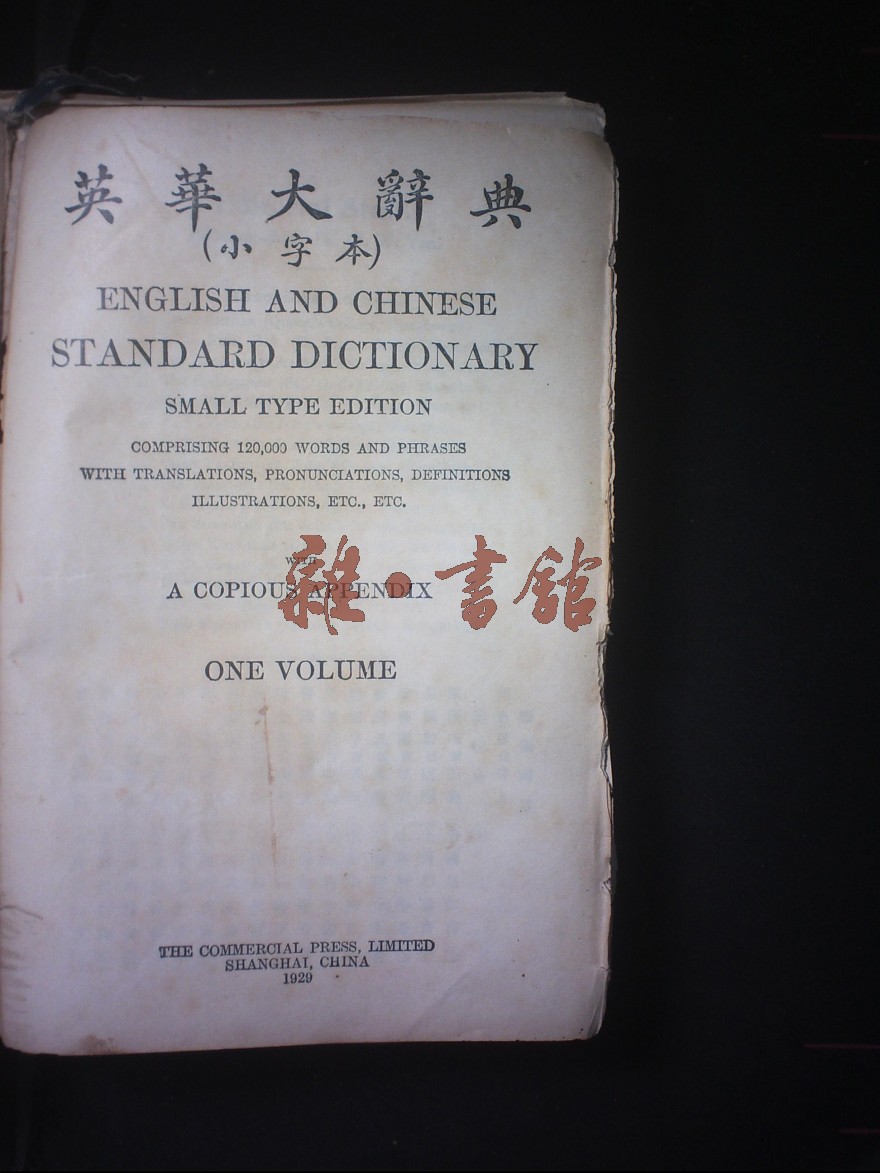 英華大辭典
(小字本)
ENGLISH AND CHINESE
STANDARD DICTIONARY
SMALL TYPE EDITION
COMPRISING 120,000 WORDS AND PHRASES
WITH TRANSLATIONS, PRONUNCIATIONS, DEFINITIONS
ILLUSTRATIONS, ETC., ETC.
WITH
A COPIOUS APPENDIX
雜·書館
ONE VOLUME
THE COMMERCIAL PRESS, LIMITED
SHANGHAI, CHINA
1929